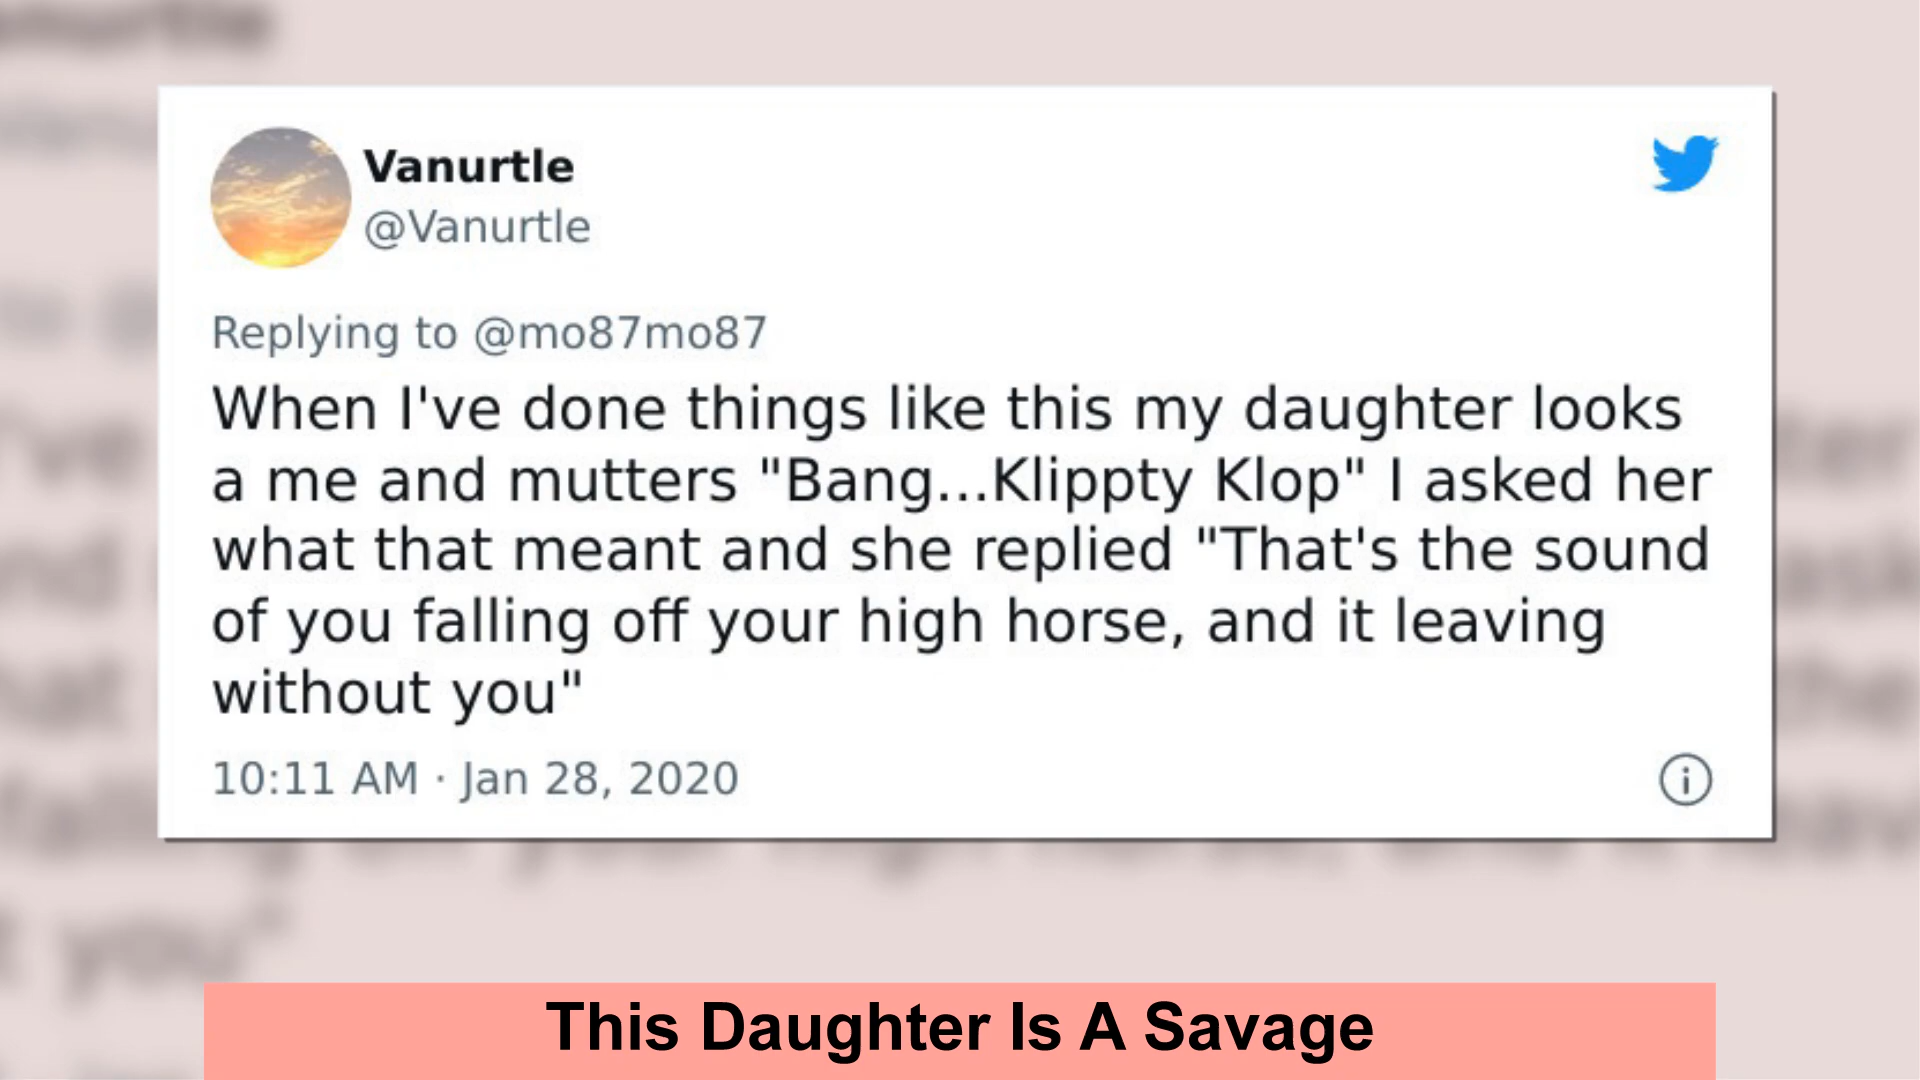 Vanurtle
@Vanurtle
Replying to @mo87mo87
When I've done things like this my daughter looks
a me and mutters "Bang...Klippty Klop" I asked her
what that meant and she replied "That's the sound
of you falling off your high horse, and it leaving
without you"
10:11 AM · Jan 28, 2020
This Daughter Is A Savage